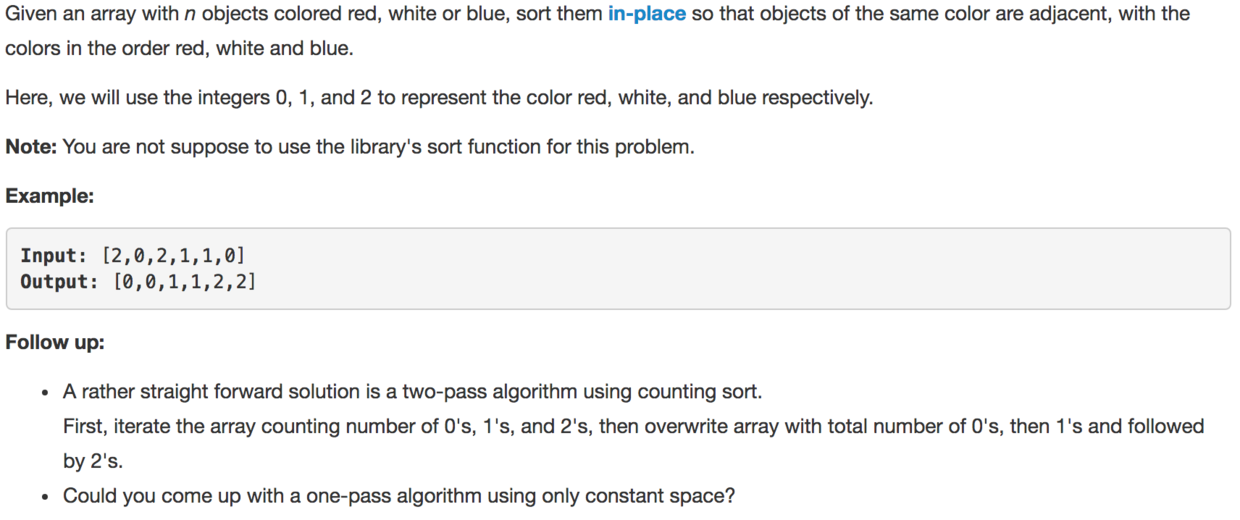 Given an array with n objects colored red, white or blue, sort them in-place so that objects of the same color are adjacent, with the
colors in the order red, white and blue.
Here, we will use the integers 0, 1, and 2 to represent the color red, white, and blue respectively.
Note: You are not suppose to use the library's sort function for this problem.
Example:
Input: [2,0,2,1,1,0]
Output: [0,0,1,1,2,2]
Follow up:
• A rather straight forward solution is a two-pass algorithm using counting sort.
First, iterate the array counting number of 0's, 1's, and 2's, then overwrite array with total number of 0's, then 1's and followed
by 2's.
• Could you come up with a one-pass algorithm using only constant space?